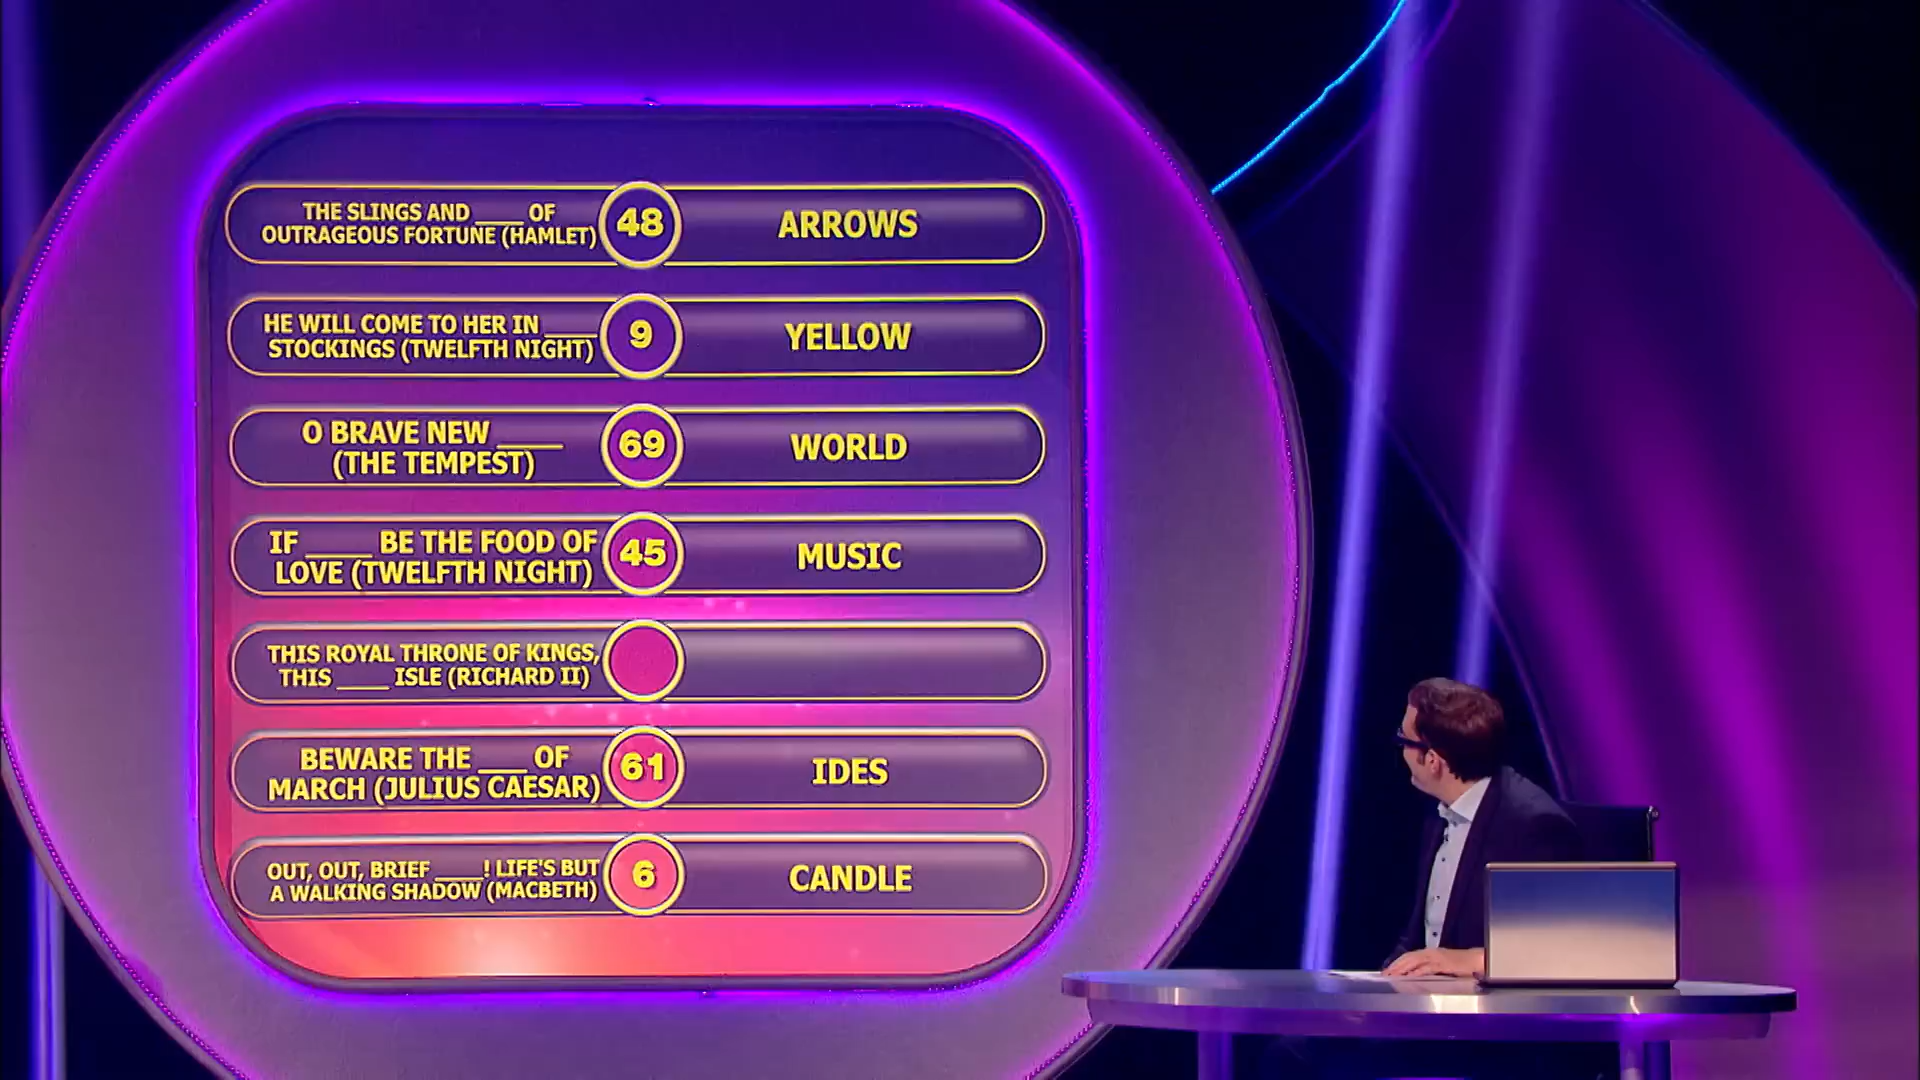 THE SLINGS AND ____ OF
OUTRAGEOUS FORTUNE (HAMLET)
48
ARROWS
HE WILL COME TO HER IN ____
STOCKINGS (TWELFTH NIGHT)
9
YELLOW
O BRAVE NEW ____
(THE TEMPEST)
69
WORLD
IF ____ BE THE FOOD OF
LOVE (TWELFTH NIGHT)
45
MUSIC
THIS ROYAL THRONE OF KINGS,
THIS ____ ISLE (RICHARD II)
BEWARE THE ____ OF
MARCH (JULIUS CAESAR)
61
IDES
OUT, OUT, BRIEF ____! LIFE'S BUT
A WALKING SHADOW (MACBETH)
6
CANDLE